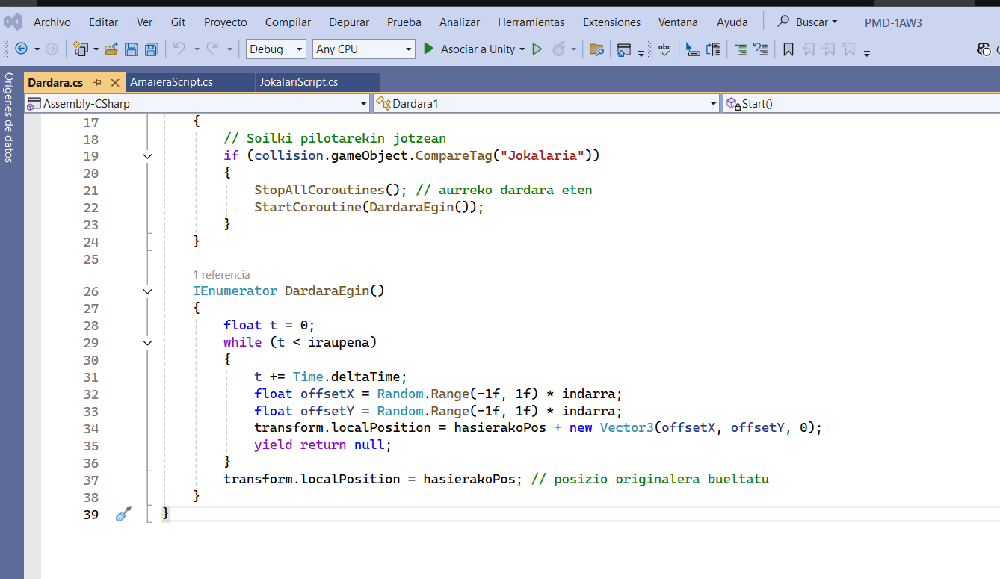 Archivo Editar Ver Git Proyecto Compilar Depurar Prueba Analizar Herramientas Extensiones Ventana Ayuda Buscar PMD-1AW3
Debug Any CPU Asociar a Unity abc
Orígenes de datos
Dardara.cs AmaieraScript.cs JokalariScript.cs
Assembly-CSharp Dardara1 Start()
17 {
18 // Soilki pilotarekin jotzean
19 if (collision.gameObject.CompareTag("Jokalaria"))
20 {
21 StopAllCoroutines(); // aurreko dardara eten
22 StartCoroutine(DardaraEgin());
23 }
24 }
25
1 referencia
26 IEnumerator DardaraEgin()
27 {
28 float t = 0;
29 while (t < iraupena)
30 {
31 t += Time.deltaTime;
32 float offsetX = Random.Range(-1f, 1f) * indarra;
33 float offsetY = Random.Range(-1f, 1f) * indarra;
34 transform.localPosition = hasierakoPos + new Vector3(offsetX, offsetY, 0);
35 yield return null;
36 }
37 transform.localPosition = hasierakoPos; // posizio originalera bueltatu
38 }
39 }